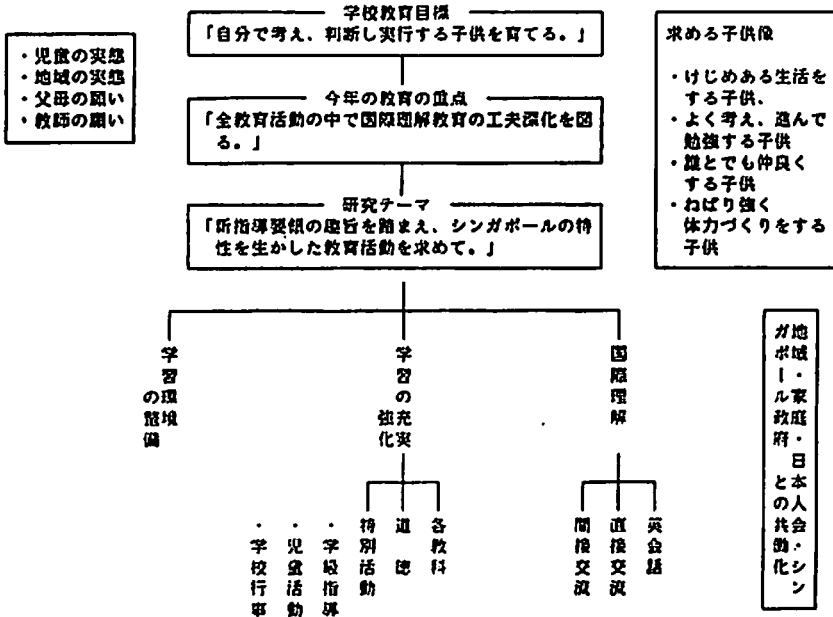 学校教育目標
「自分で考え、判断し実行する子供を育てる。」
・児童の実態
・地域の実態
・父母の願い
・教師の願い
今年の教育の重点
「全教育活動の中で国際理解教育の工夫深化を図
る。」
研究テーマ
「新指導要領の趣旨を踏まえ、シンガポールの特
性を生かした教育活動を求めて。」
求める子供像
・けじめある生活を
する子供、
・よく考え、進んで
勉強する子供
・誰とでも仲良く
する子供
・ねばり強く
体力づくりをする
子供
学習環境
の整備
学習の充実
強化
国際理解
地域・家庭・日本人会・シン
ガポール政府 との共働化
各教科
道 徳
特別活動
・学級指導
・児童活動
・学校行事
英会話
直接交流
間接交流